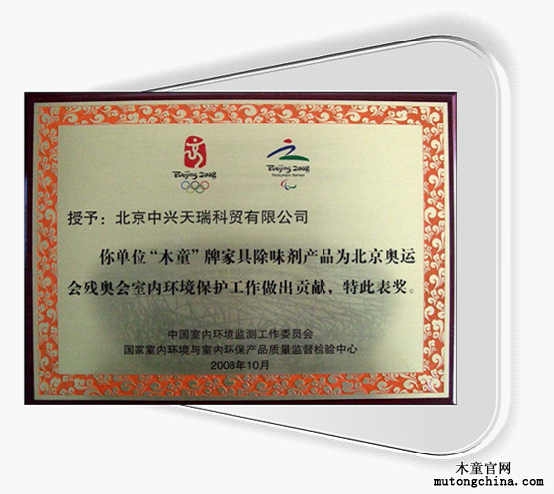 Beijing 2008
Beijing 2008
Paralympic Games
授予：北京中兴天瑞科贸有限公司
你单位“木童”牌家具除味剂产品为北京奥运
会残奥会室内环境保护工作做出贡献，特此表奖。
中国室内环境监测工作委员会
国家室内环境与室内环保产品质量监督检验中心
2008年10月
木童官网
mutongchina.com